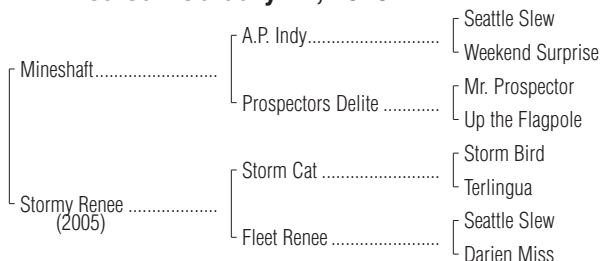 Seattle Slew
A.P. Indy
Weekend Surprise
Mineshaft
Mr. Prospector
Prospectors Delite
Up the Flagpole
Storm Bird
Storm Cat
Terlingua
Stormy Renee
(2005)
Seattle Slew
Fleet Renee
Darien Miss